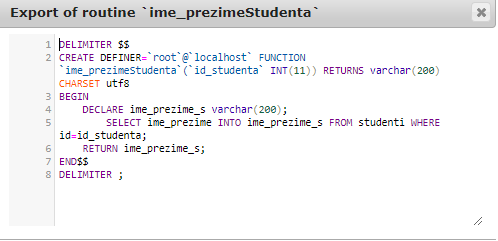 Export of routine `ime_prezimeStudenta`
1 DELIMITER $$
2 CREATE DEFINER=`root`@`localhost` FUNCTION
`ime_prezimeStudenta`(`id_studenta` INT(11)) RETURNS varchar(200)
CHARSET utf8
3 BEGIN
4 DECLARE ime_prezime_s varchar(200);
5 SELECT ime_prezime INTO ime_prezime_s FROM studenti WHERE
id=id_studenta;
6 RETURN ime_prezime_s;
7 END$$
8 DELIMITER ;